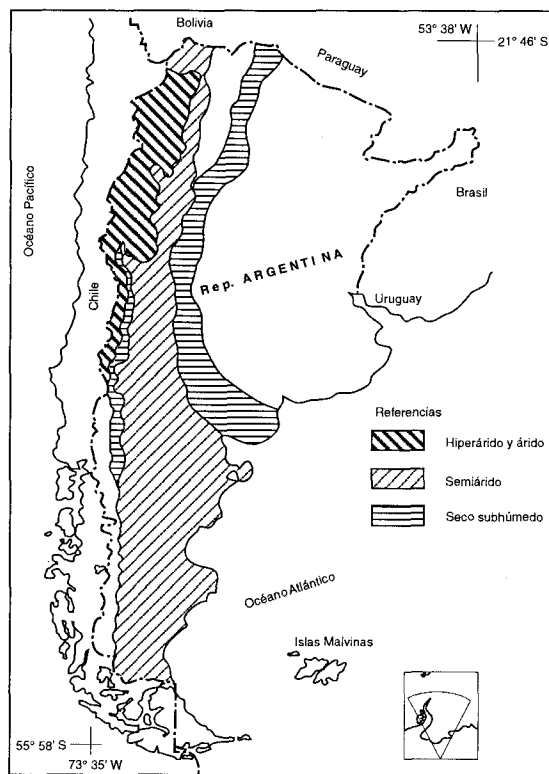 Bolivia
53° 38' W
21° 46' S
Paraguay
Brasil
Océano Pacífico
Rep. ARGENTINA
Chile
Uruguay
Referencias
Hiperárido y árido
Semiárido
Seco subhúmedo
Océano Atlántico
Islas Malvinas
55° 58' S
73° 35' W